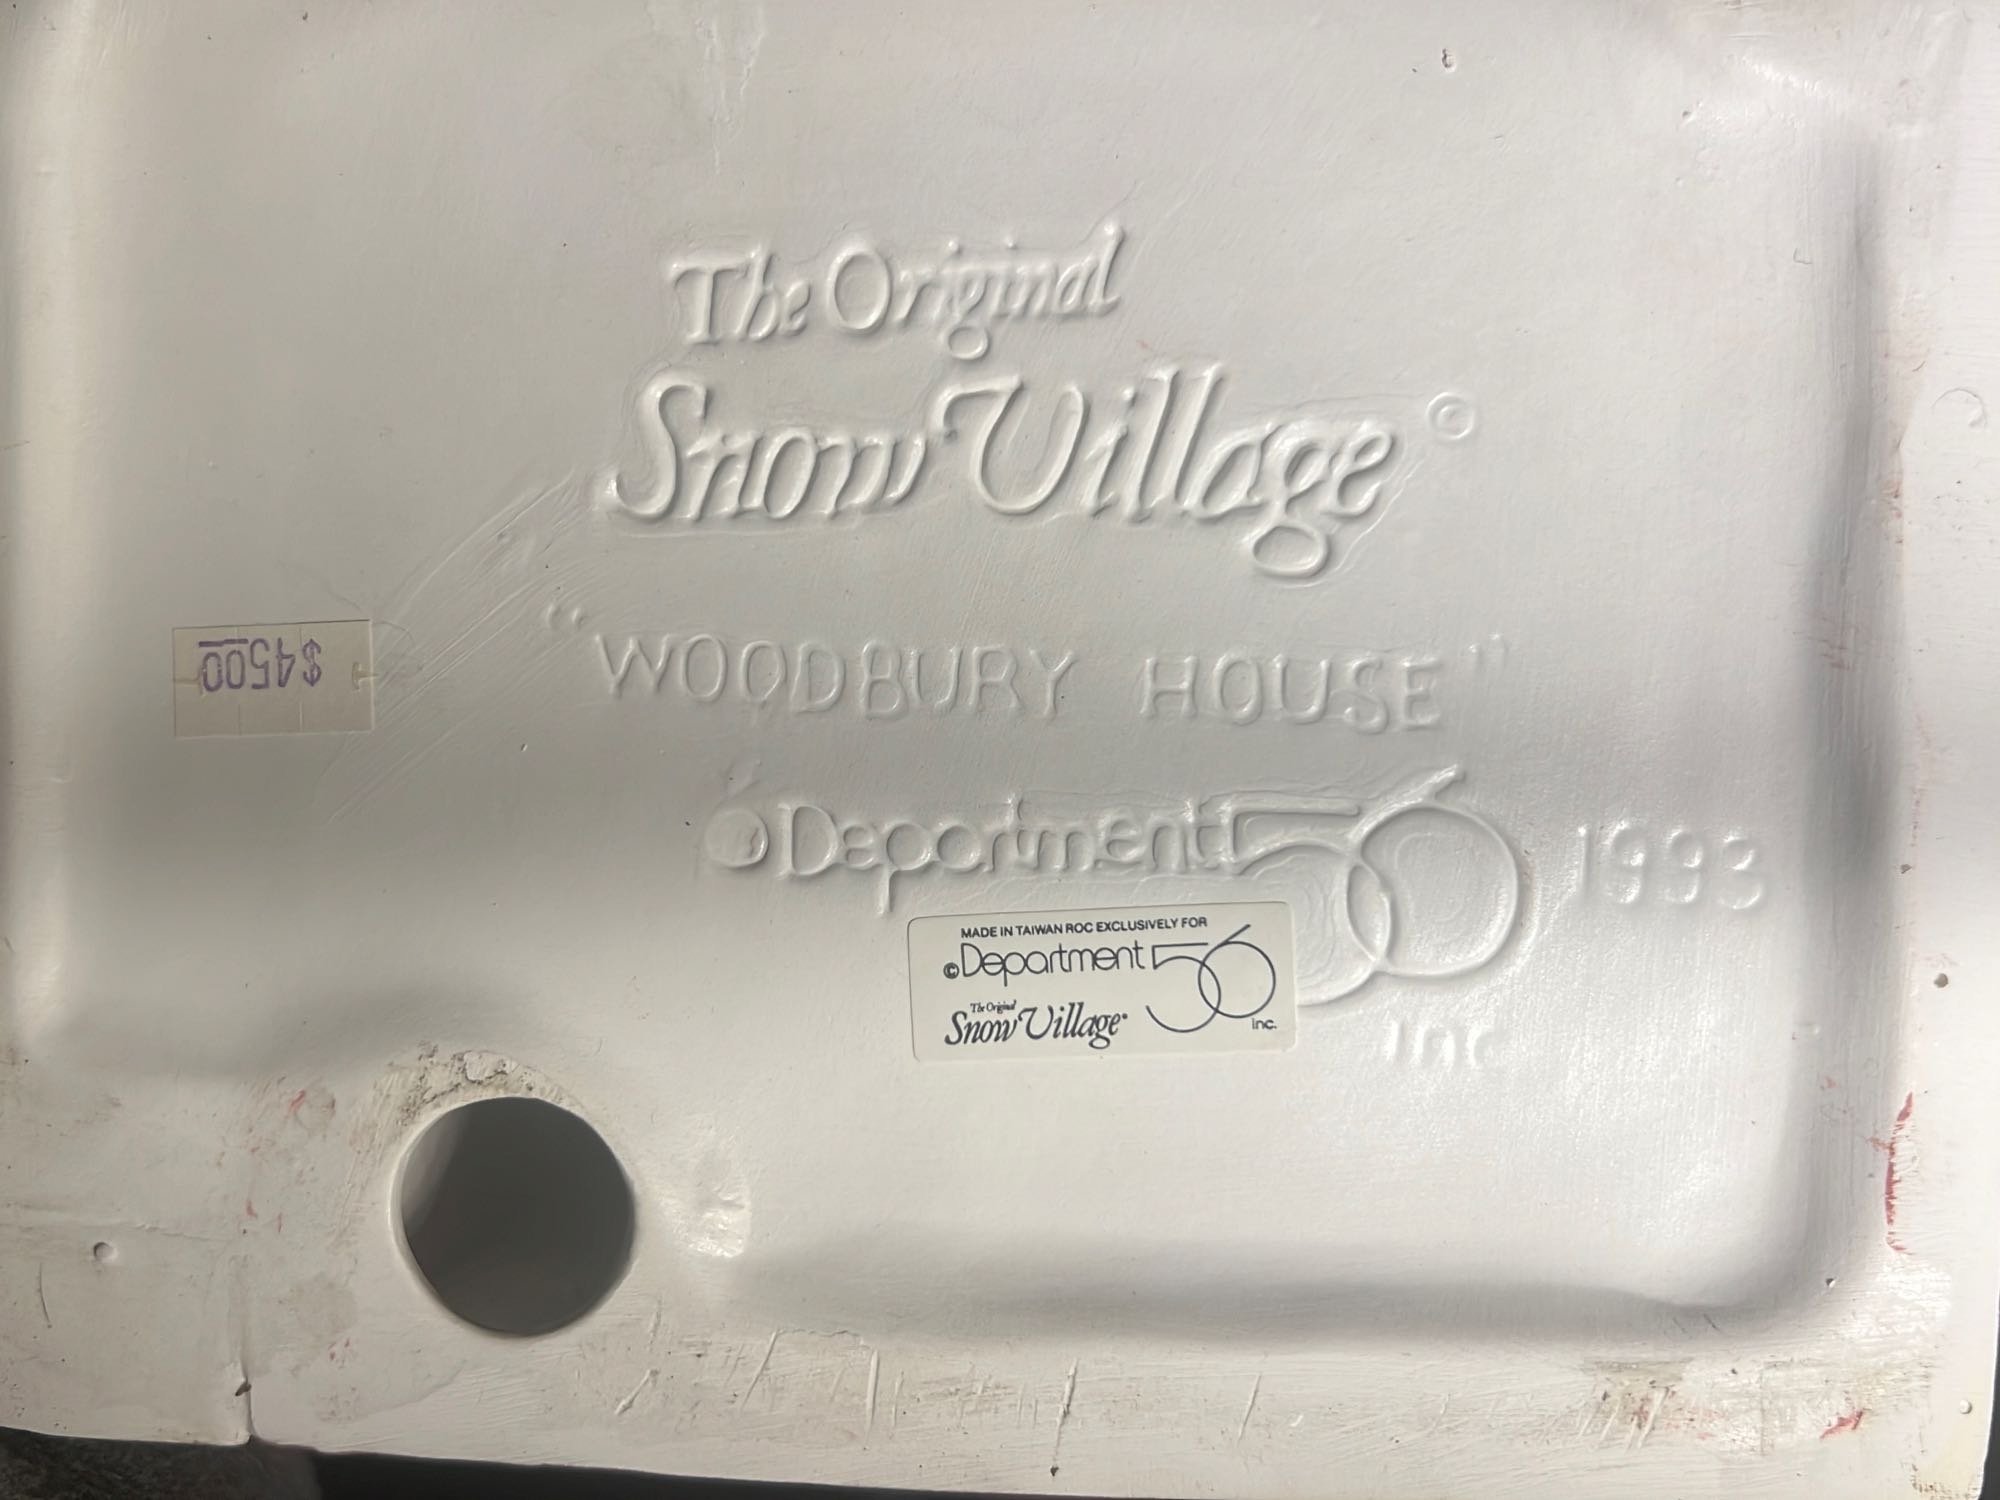 The Original
Snow Village ©
"WOODBURY HOUSE"
$4500
© Department 56 1993
Inc
MADE IN TAIWAN ROC EXCLUSIVELY FOR
© Department 56
The Original
Snow Village®
Inc.